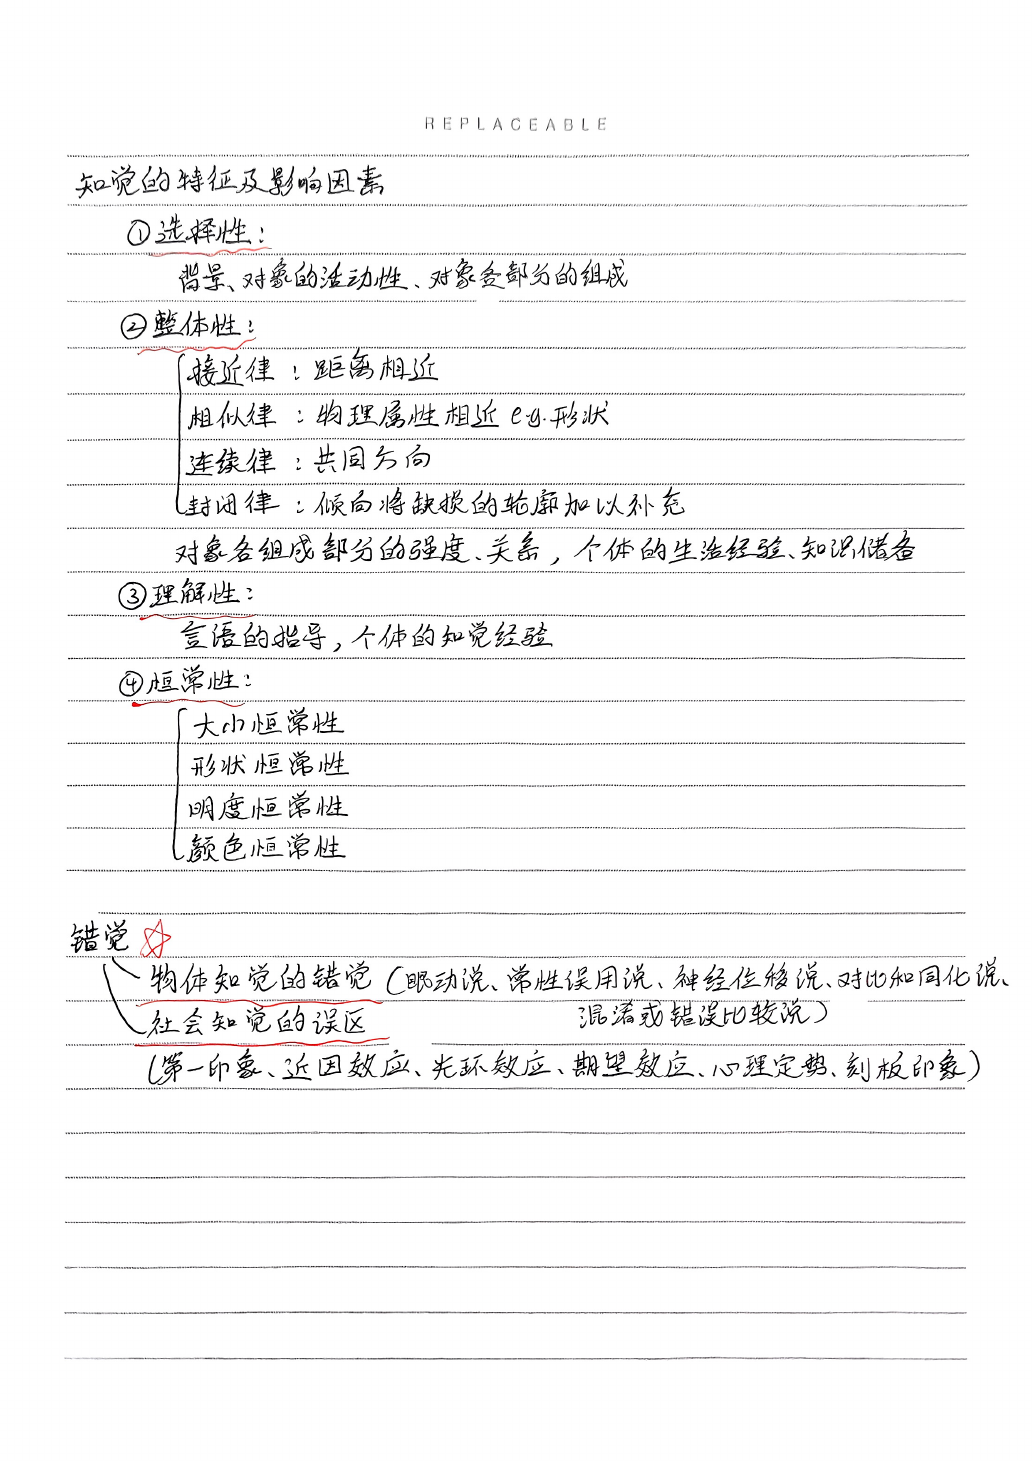 REPLACEABLE
知觉的特征及影响因素
①选择性：
背景、对象的活动性、对象各部分的组成
②整体性：
接近律：距离相近
相似律：物理属性相近 eg.形状
连续律：共同方向
封闭律：倾向将缺损的轮廓加以补充
对象各组成部分的强度、关系，个体的生活经验、知识储备
③理解性：
言语的指导，个体的知觉经验
④恒常性：
大小恒常性
形状恒常性
明度恒常性
颜色恒常性
错觉
物体知觉的错觉（眼动说、常性误用说、神经位移说、对比和同化说、
混淆或错误比较说）
社会知觉的误区
（第一印象、近因效应、光环效应、期望效应、心理定势、刻板印象）